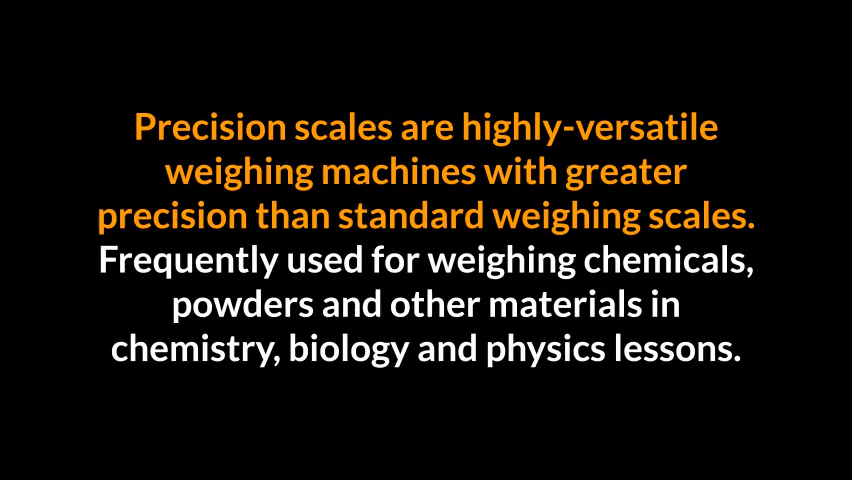 Precision scales are highly-versatile
weighing machines with greater
precision than standard weighing scales.
Frequently used for weighing chemicals,
powders and other materials in
chemistry, biology and physics lessons.